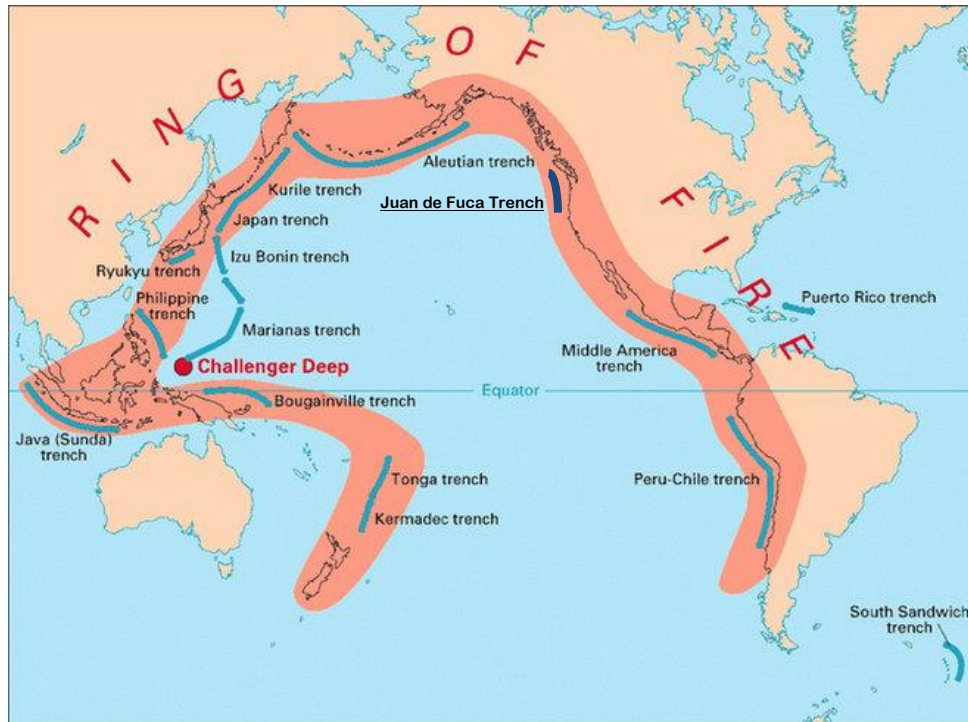 RING OF FIRE
Aleutian trench
Kurile trench
Juan de Fuca Trench
Japan trench
Izu Bonin trench
Ryukyu trench
Philippine
trench
Marianas trench
Puerto Rico trench
Challenger Deep
Middle America
trench
Equator
Bougainville trench
Java (Sunda)
trench
Tonga trench
Peru-Chile trench
Kermadec trench
South Sandwich
trench